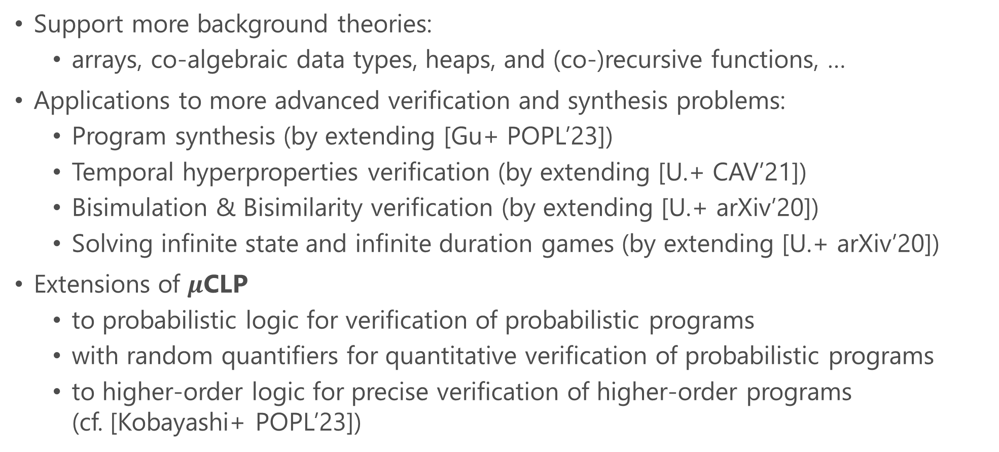 • Support more background theories:
• arrays, co-algebraic data types, heaps, and (co-)recursive functions, …
• Applications to more advanced verification and synthesis problems:
• Program synthesis (by extending [Gu+ POPL’23])
• Temporal hyperproperties verification (by extending [U.+ CAV’21])
• Bisimulation & Bisimilarity verification (by extending [U.+ arXiv’20])
• Solving infinite state and infinite duration games (by extending [U.+ arXiv’20])
• Extensions of 𝝁CLP
• to probabilistic logic for verification of probabilistic programs
• with random quantifiers for quantitative verification of probabilistic programs
• to higher-order logic for precise verification of higher-order programs
(cf. [Kobayashi+ POPL’23])